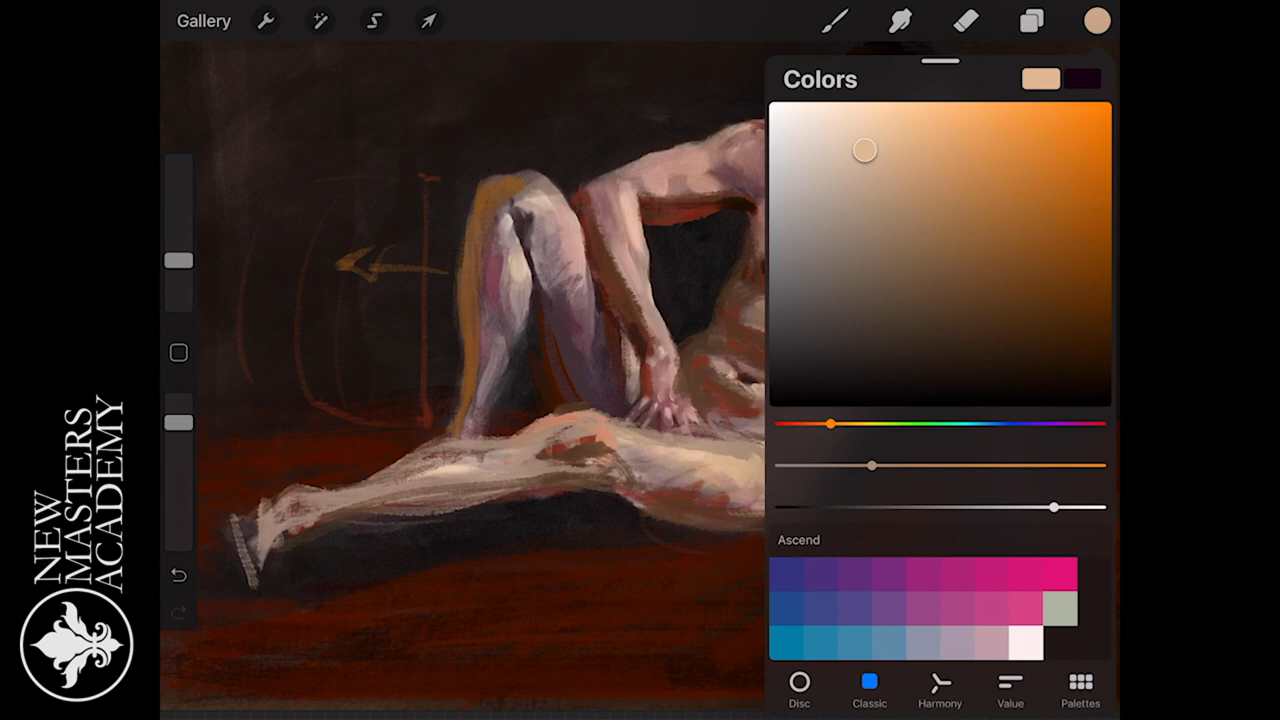 Gallery
Colors
Ascend
Disc
Classic
Harmony
Value
Palettes
NEW
MASTERS
ACADEMY